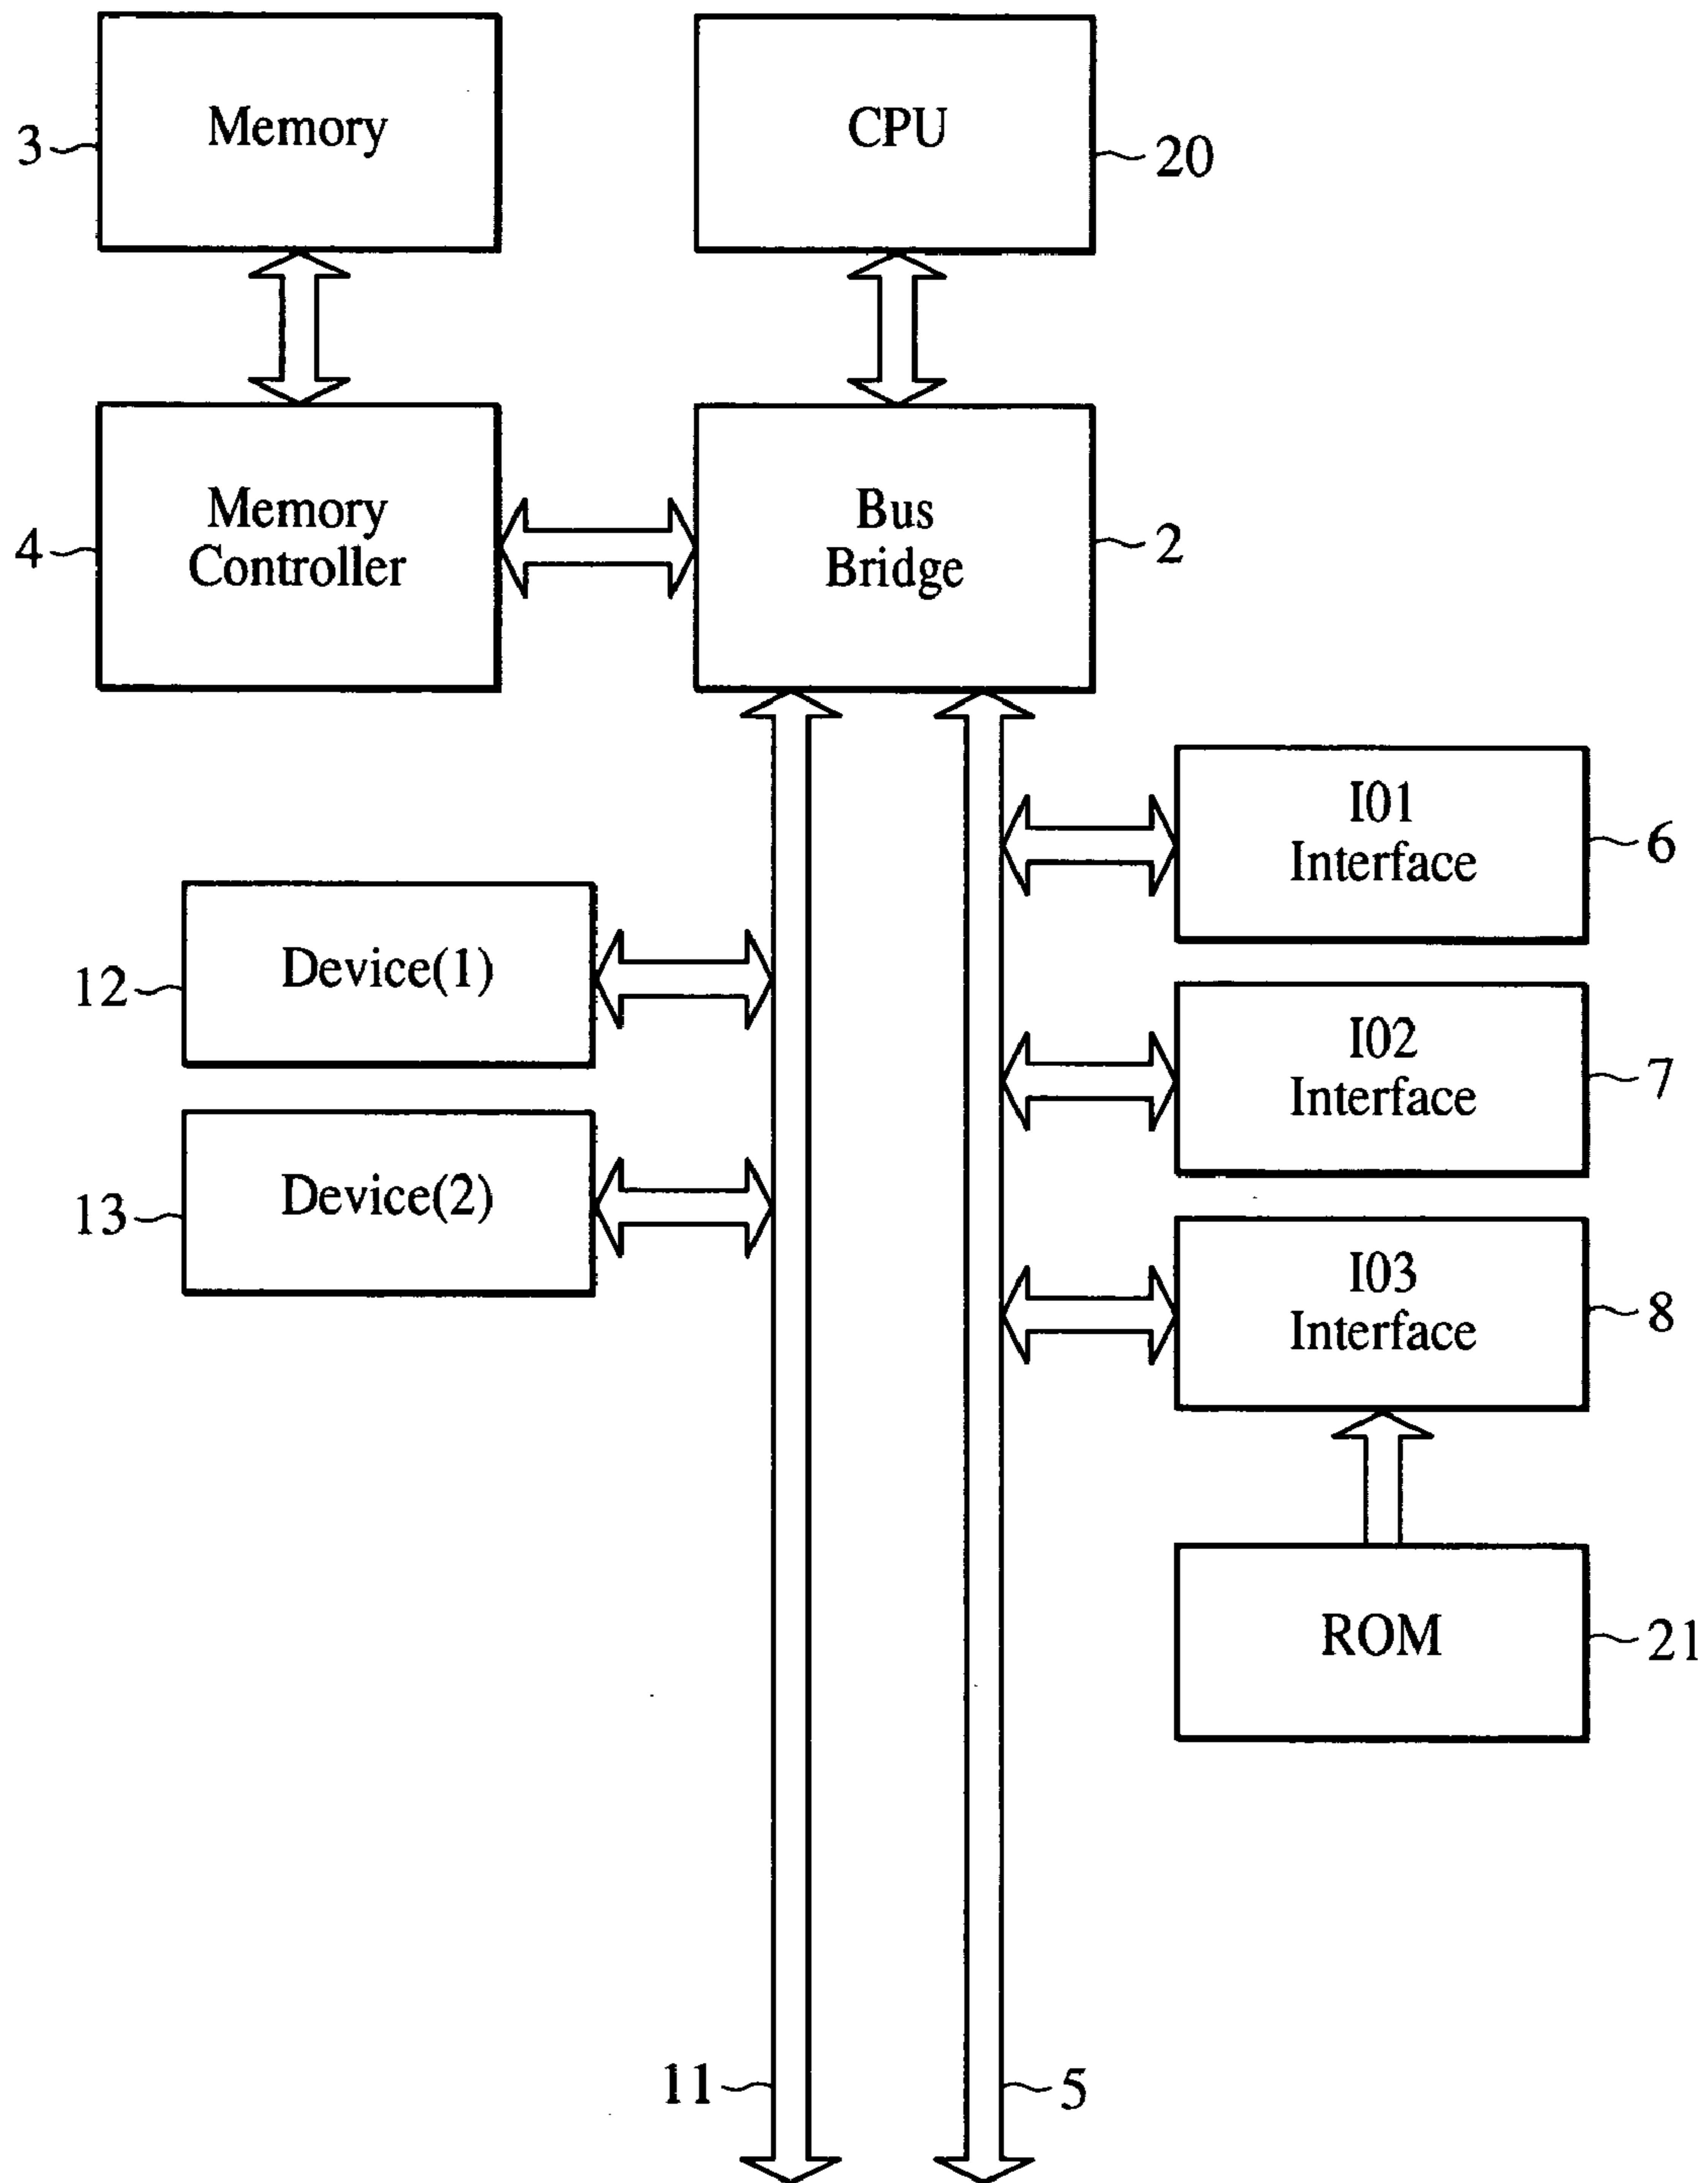 Memory
3
CPU
20
Memory
Controller
4
Bus
Bridge
2
I01
Interface
6
Device(1)
12
I02
Interface
7
Device(2)
13
I03
Interface
8
ROM
21
11
5